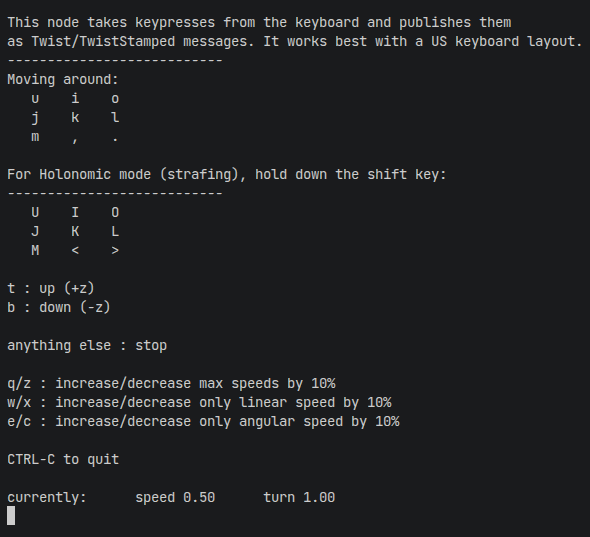 This node takes keypresses from the keyboard and publishes them
as Twist/TwistStamped messages. It works best with a US keyboard layout.
---------------------------
Moving around:
   u    i    o
   j    k    l
   m    ,    .

For Holonomic mode (strafing), hold down the shift key:
---------------------------
   U    I    O
   J    K    L
   M    <    >

t : up (+z)
b : down (-z)

anything else : stop

q/z : increase/decrease max speeds by 10%
w/x : increase/decrease only linear speed by 10%
e/c : increase/decrease only angular speed by 10%

CTRL-C to quit

currently:      speed 0.50      turn 1.00